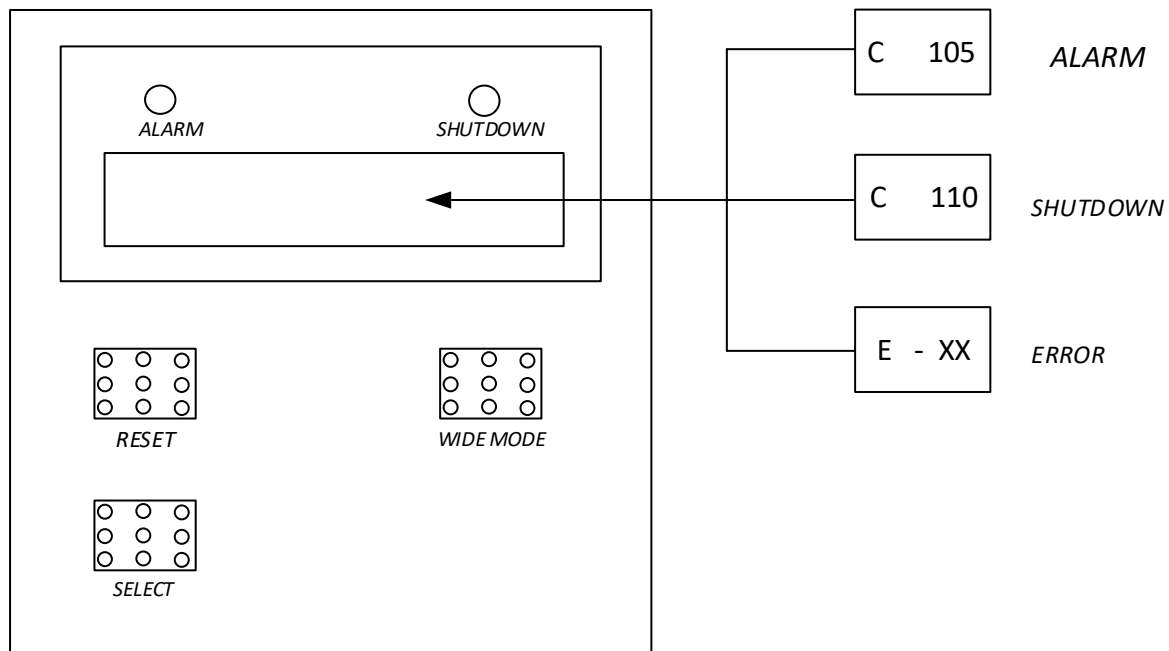 C 105
ALARM
ALARM
SHUTDOWN
C 110
SHUTDOWN
E - XX
ERROR
RESET
WIDE MODE
SELECT